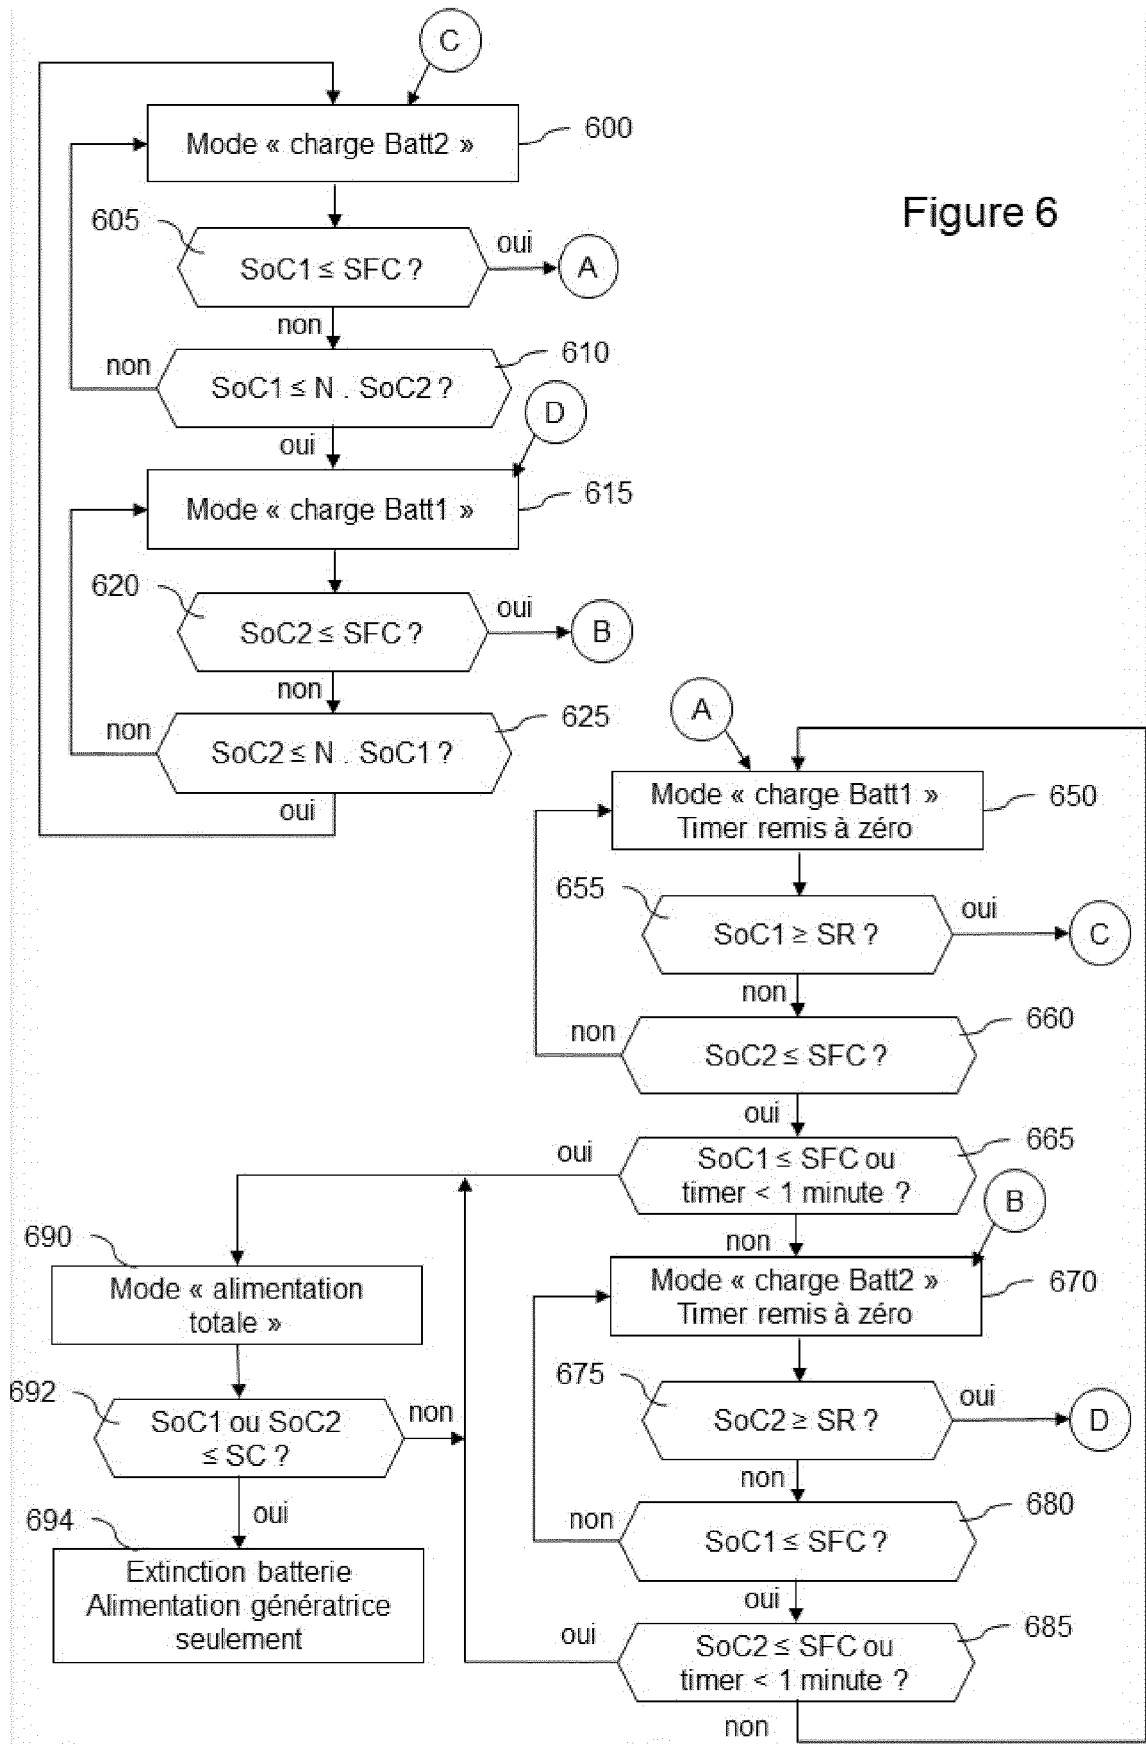 C
Mode « charge Batt2 »
600
Figure 6
605
SoC1 ≤ SFC ?
oui
A
non
610
non
SoC1 ≤ N . SoC2 ?
D
oui
Mode « charge Batt1 »
615
620
SoC2 ≤ SFC ?
oui
B
non
625
non
SoC2 ≤ N . SoC1 ?
oui
A
Mode « charge Batt1 »
Timer remis à zéro
650
655
SoC1 ≥ SR ?
oui
C
non
660
non
SoC2 ≤ SFC ?
oui
665
oui
SoC1 ≤ SFC ou
timer < 1 minute ?
B
non
690
Mode « alimentation
totale »
Mode « charge Batt2 »
Timer remis à zéro
670
675
SoC2 ≥ SR ?
oui
D
692
SoC1 ou SoC2
≤ SC ?
non
non
680
non
SoC1 ≤ SFC ?
oui
694
oui
Extinction batterie
Alimentation génératrice
seulement
685
oui
SoC2 ≤ SFC ou
timer < 1 minute ?
non